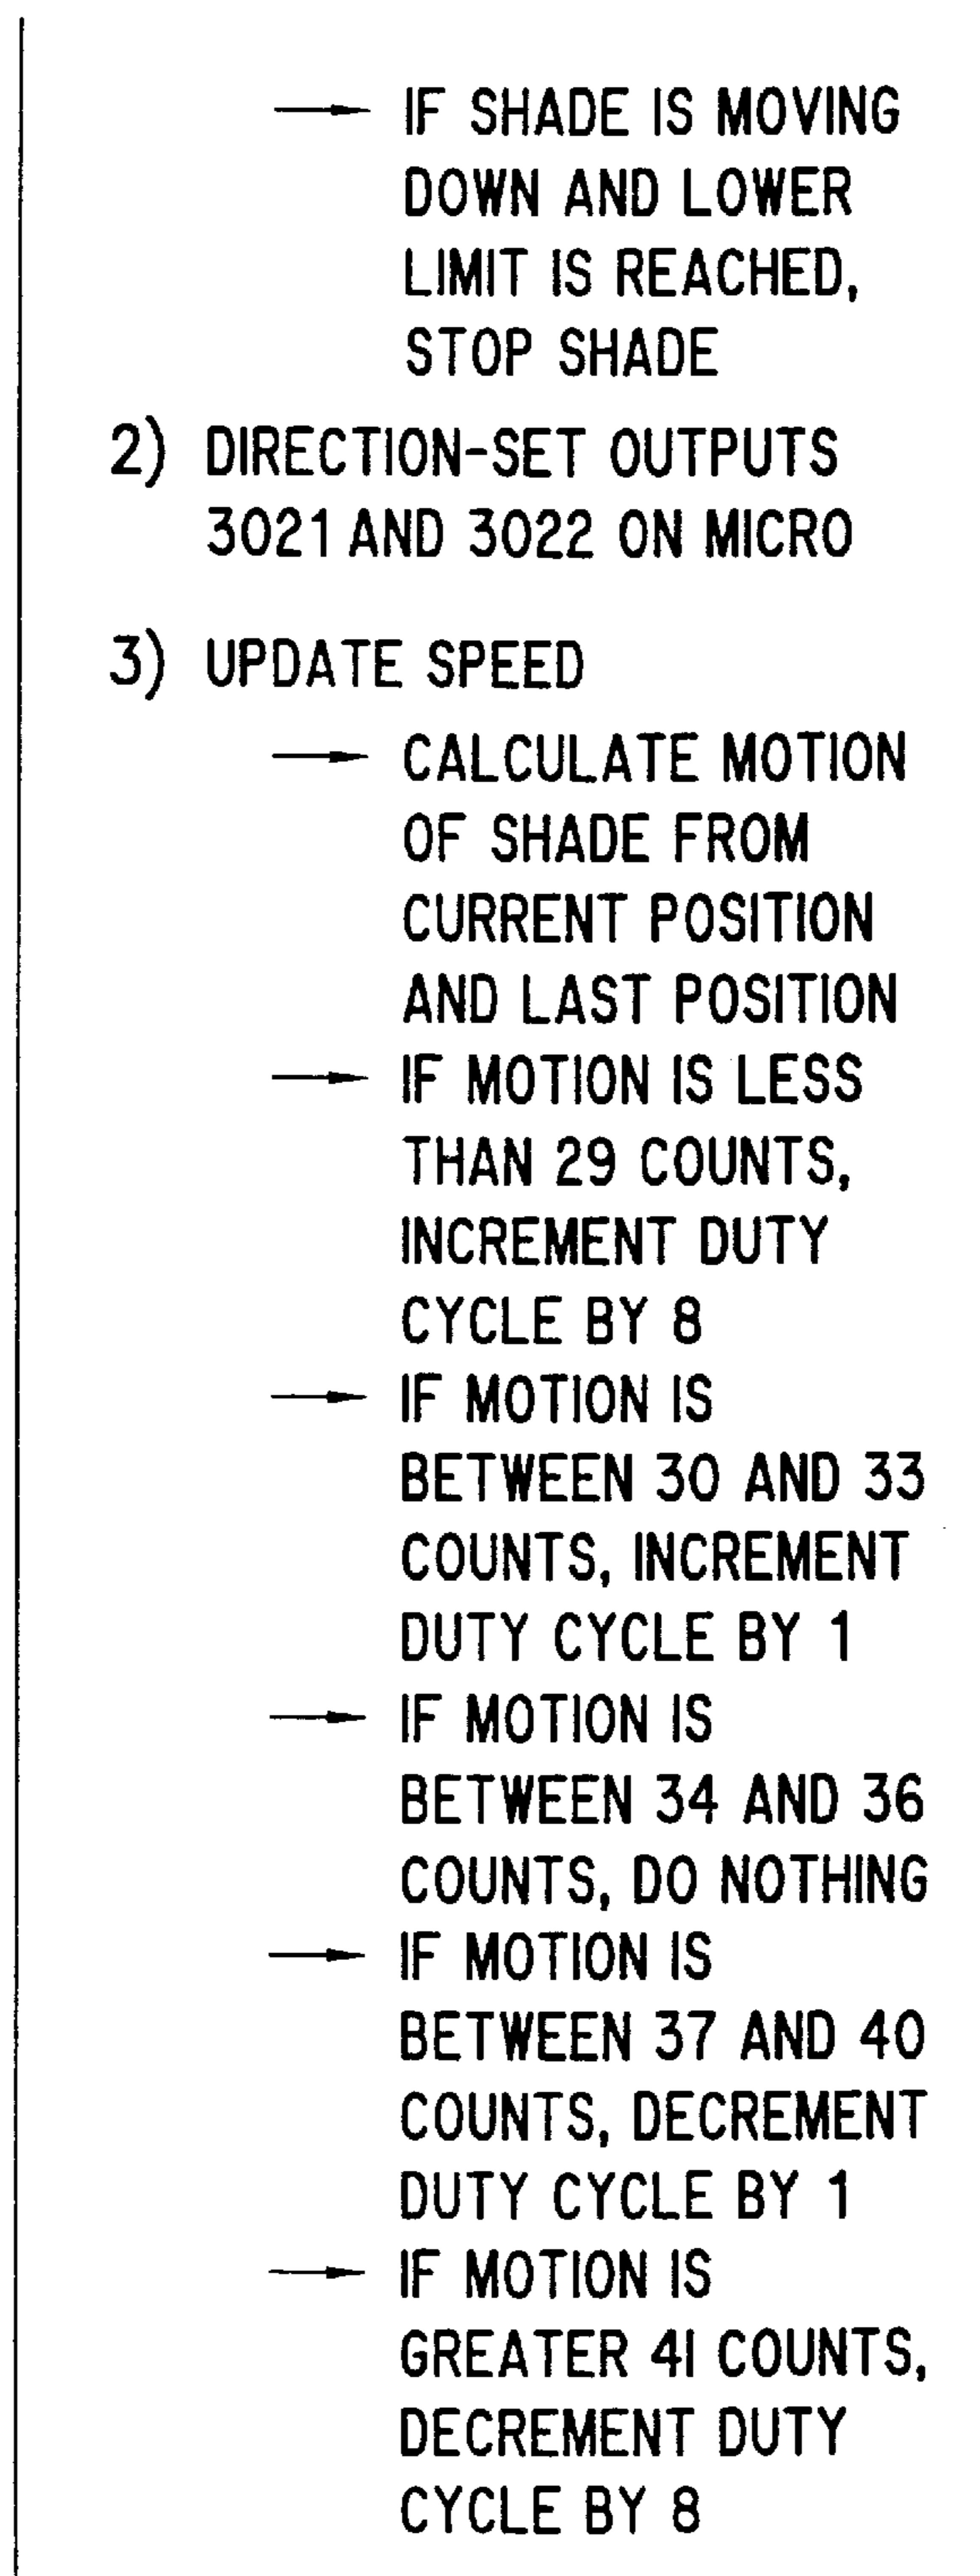 → IF SHADE IS MOVING
DOWN AND LOWER
LIMIT IS REACHED,
STOP SHADE
2) DIRECTION-SET OUTPUTS
3021 AND 3022 ON MICRO
3) UPDATE SPEED
→ CALCULATE MOTION
OF SHADE FROM
CURRENT POSITION
AND LAST POSITION
→ IF MOTION IS LESS
THAN 29 COUNTS,
INCREMENT DUTY
CYCLE BY 8
→ IF MOTION IS
BETWEEN 30 AND 33
COUNTS, INCREMENT
DUTY CYCLE BY 1
→ IF MOTION IS
BETWEEN 34 AND 36
COUNTS, DO NOTHING
→ IF MOTION IS
BETWEEN 37 AND 40
COUNTS, DECREMENT
DUTY CYCLE BY 1
→ IF MOTION IS
GREATER 41 COUNTS,
DECREMENT DUTY
CYCLE BY 8